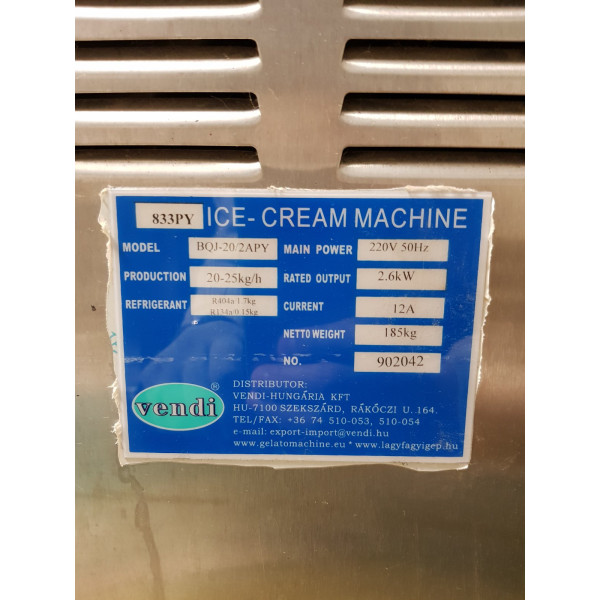 833PY ICE- CREAM MACHINE
MODEL BQJ-20/2APY MAIN POWER 220V 50Hz
PRODUCTION 20-25kg/h RATED OUTPUT 2.6kW
REFRIGERANT R404a 1.7kg R134a 0.15kg CURRENT 12A
NETTO WEIGHT 185kg
NO. 902042
vendi ®
DISTRIBUTOR:
VENDI-HUNGÁRIA KFT
HU-7100 SZEKSZÁRD, RÁKÓCZI U..164.
TEL/FAX: +36 74 510-053, 510-054
e-mail: export-import@vendi.hu
www.gelatomachine.eu * www.lagyfagyigep.hu